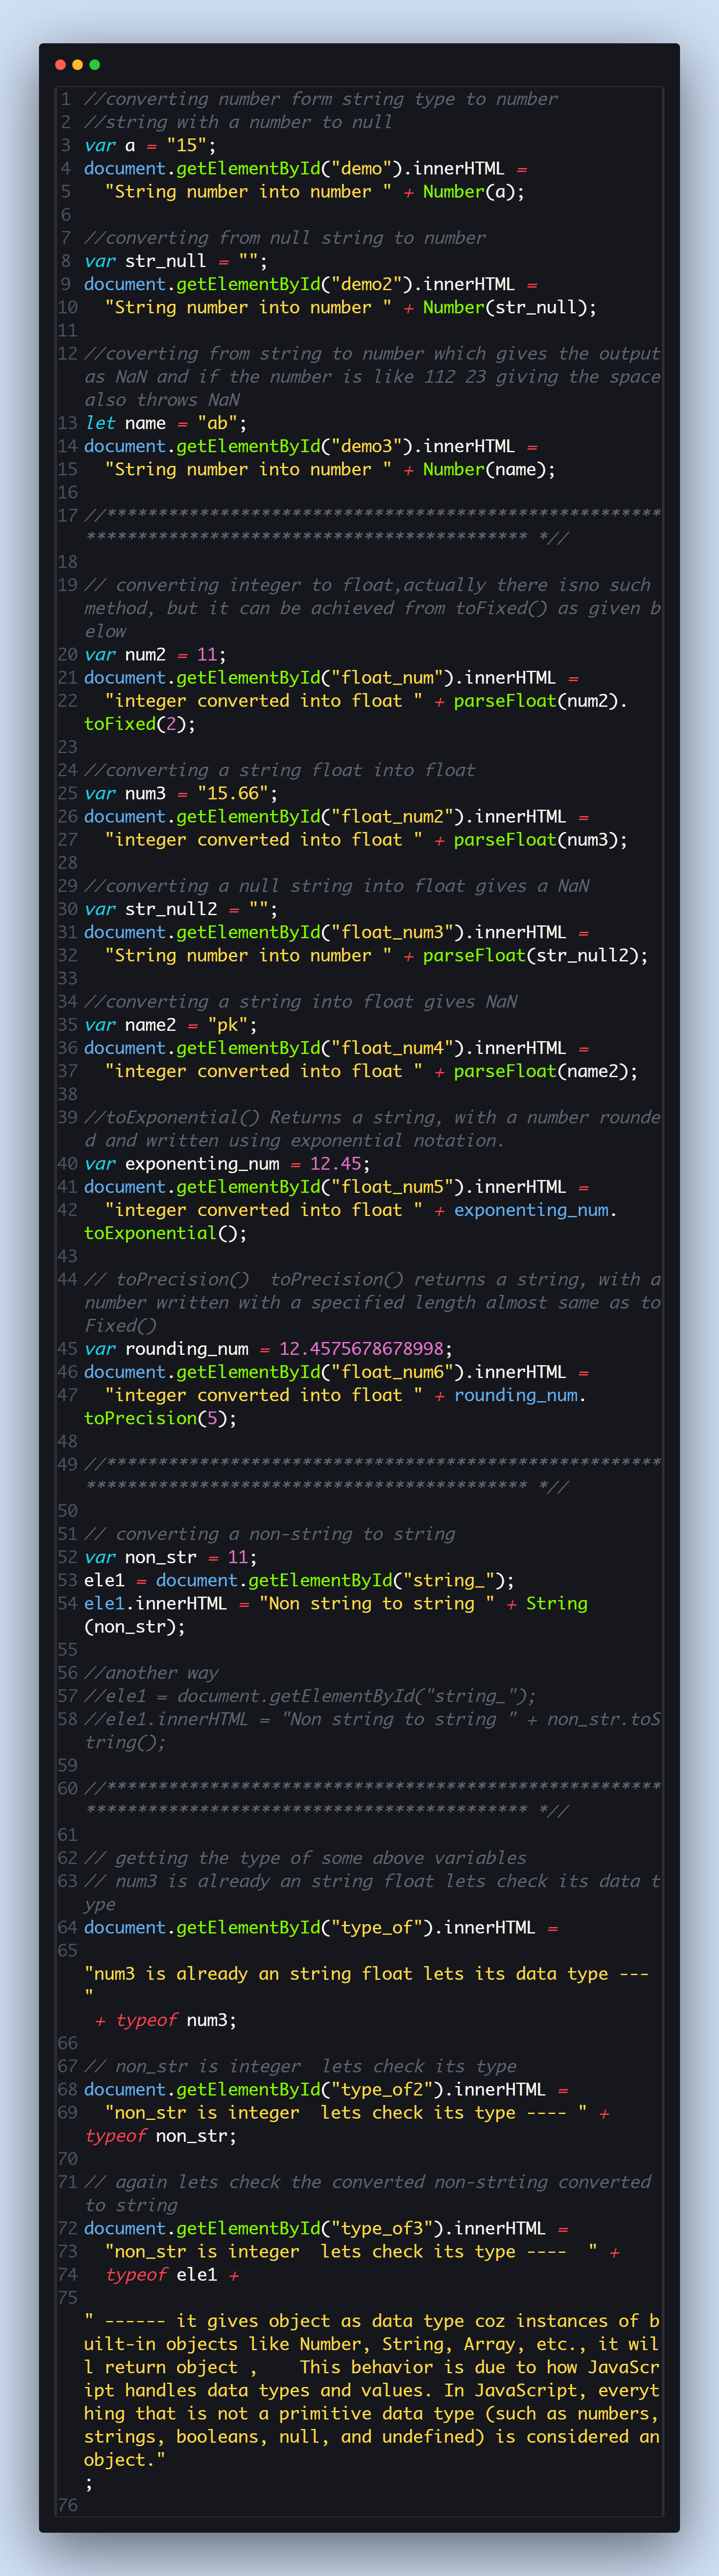 1 //converting number form string type to number
2 //string with a number to null
3 var a = "15";
4 document.getElementById("demo").innerHTML =
5   "String number into number " + Number(a);
6
7 //converting from null string to number
8 var str_null = "";
9 document.getElementById("demo2").innerHTML =
10   "String number into number " + Number(str_null);
11
12 //coverting from string to number which gives the output
as NaN and if the number is like 112 23 giving the space
also throws NaN
13 let name = "ab";
14 document.getElementById("demo3").innerHTML =
15   "String number into number " + Number(name);
16
17 //******************************************************
******************************************* *//
18
19 // converting integer to float,actually there isno such
method, but it can be achieved from toFixed() as given b
elow
20 var num2 = 11;
21 document.getElementById("float_num").innerHTML =
22   "integer converted into float " + parseFloat(num2).
toFixed(2);
23
24 //converting a string float into float
25 var num3 = "15.66";
26 document.getElementById("float_num2").innerHTML =
27   "integer converted into float " + parseFloat(num3);
28
29 //converting a null string into float gives a NaN
30 var str_null2 = "";
31 document.getElementById("float_num3").innerHTML =
32   "String number into number " + parseFloat(str_null2);
33
34 //converting a string into float gives NaN
35 var name2 = "pk";
36 document.getElementById("float_num4").innerHTML =
37   "integer converted into float " + parseFloat(name2);
38
39 //toExponential() Returns a string, with a number rounde
d and written using exponential notation.
40 var exponenting_num = 12.45;
41 document.getElementById("float_num5").innerHTML =
42   "integer converted into float " + exponenting_num.
toExponential();
43
44 // toPrecision()  toPrecision() returns a string, with a
number written with a specified length almost same as to
Fixed()
45 var rounding_num = 12.4575678678998;
46 document.getElementById("float_num6").innerHTML =
47   "integer converted into float " + rounding_num.
toPrecision(5);
48
49 //******************************************************
******************************************* *//
50
51 // converting a non-string to string
52 var non_str = 11;
53 ele1 = document.getElementById("string_");
54 ele1.innerHTML = "Non string to string " + String
(non_str);
55
56 //another way
57 //ele1 = document.getElementById("string_");
58 //ele1.innerHTML = "Non string to string " + non_str.toS
tring();
59
60 //******************************************************
******************************************* *//
61
62 // getting the type of some above variables
63 // num3 is already an string float lets check its data t
ype
64 document.getElementById("type_of").innerHTML =
65
"num3 is already an string float lets its data type ---
"
 + typeof num3;
66
67 // non_str is integer  lets check its type
68 document.getElementById("type_of2").innerHTML =
69   "non_str is integer  lets check its type ---- " +
typeof non_str;
70
71 // again lets check the converted non-strting converted
to string
72 document.getElementById("type_of3").innerHTML =
73   "non_str is integer  lets check its type ----  " +
74   typeof ele1 +
75
" ------ it gives object as data type coz instances of b
uilt-in objects like Number, String, Array, etc., it wil
l return object ,    This behavior is due to how JavaScr
ipt handles data types and values. In JavaScript, everyt
hing that is not a primitive data type (such as numbers,
strings, booleans, null, and undefined) is considered an
object."
;
76